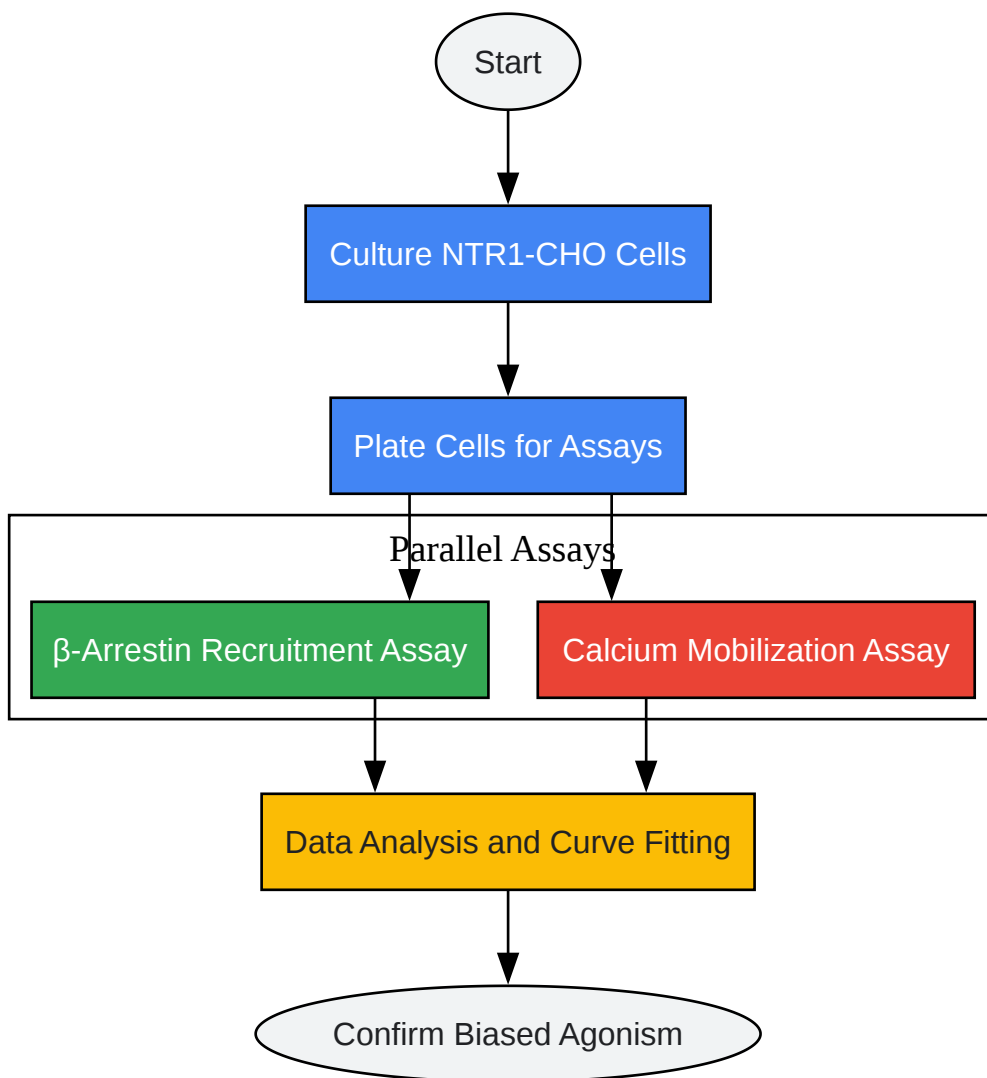 Start
Culture NTR1-CHO Cells
Plate Cells for Assays
Parallel Assays
β-Arrestin Recruitment Assay
Calcium Mobilization Assay
Data Analysis and Curve Fitting
Confirm Biased Agonism